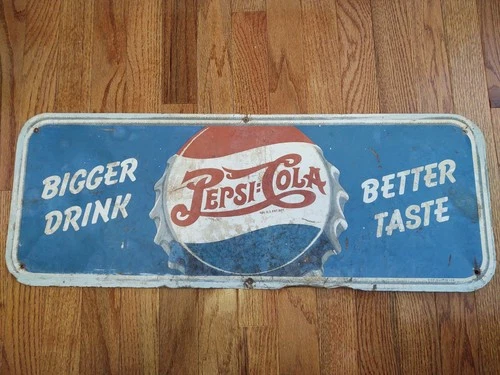 BIGGER
DRINK
PEPSI:COLA
BETTER
TASTE